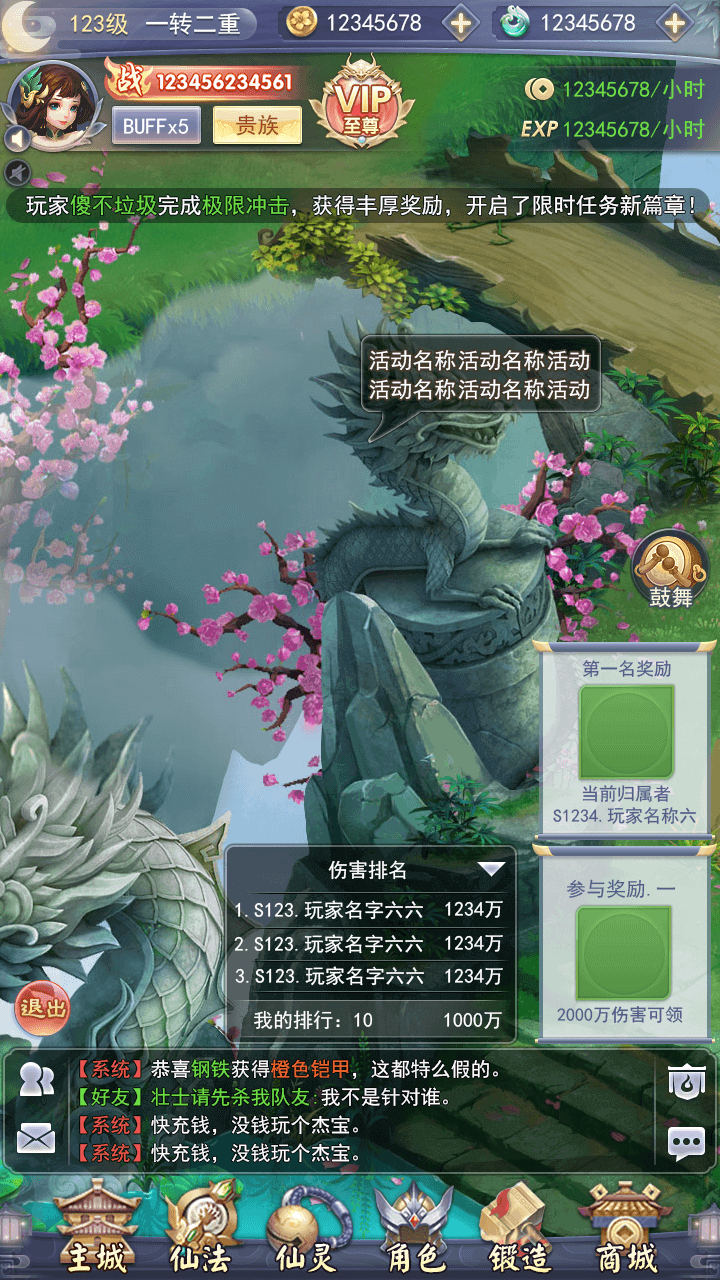 123级 一转二重 12345678 12345678
战 123456234561
VIP
至尊
BUFFx5 贵族
12345678/小时
EXP 12345678/小时
玩家傻不垃圾完成极限冲击，获得丰厚奖励，开启了限时任务新篇章！
活动名称活动名称活动
活动名称活动名称活动
鼓舞
第一名奖励
当前归属者
S1234.玩家名称六
伤害排名
1.S123.玩家名字六六 1234万
2.S123.玩家名字六六 1234万
3.S123.玩家名字六六 1234万
我的排行：10 1000万
参与奖励.一
2000万伤害可领
退出
【系统】恭喜钢铁获得橙色铠甲，这都特么假的。
【好友】壮士请先杀我队友:我不是针对谁。
【系统】快充钱，没钱玩个杰宝。
【系统】快充钱，没钱玩个杰宝。
主城 仙法 仙灵 角色 锻造 商城